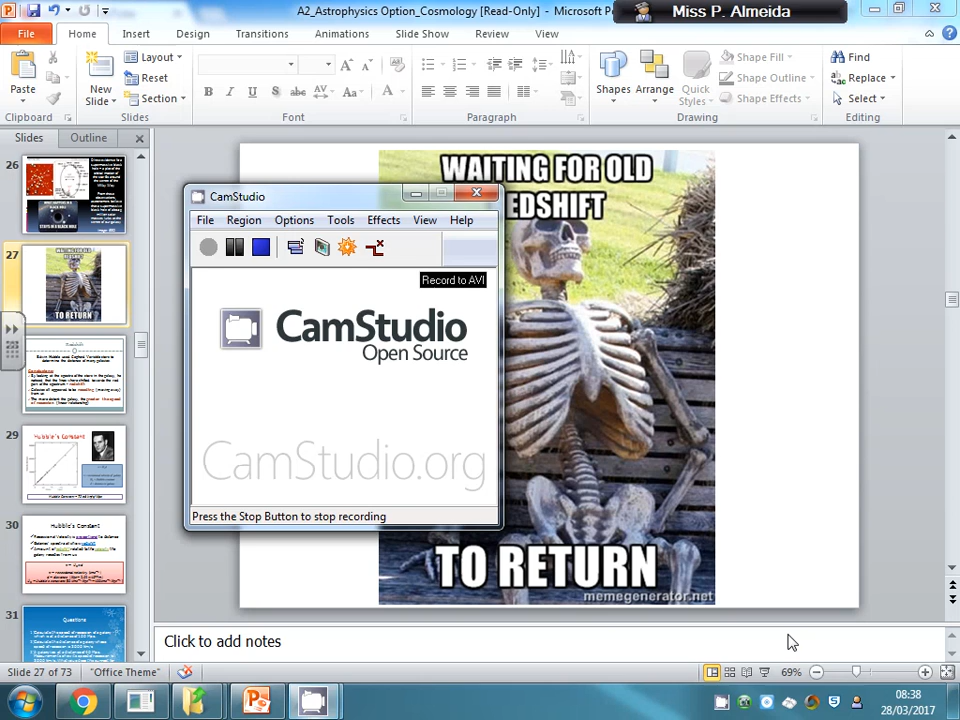 A2_Astrophysics Option_Cosmology [Read-Only] - Microsoft P
Miss P. Almeida
File Home Insert Design Transitions Animations Slide Show Review View
Paste
New
Slide
Layout
Reset
Section
Shapes
Arrange
Quick
Styles
Shape Fill
Shape Outline
Shape Effects
Find
Replace
Select
Clipboard Slides Font Paragraph Drawing Editing
Slides Outline
26
27
WAITING FOR OLD
REDSHIFT
TO RETURN
29
Hubble's Constant
30
Hubble's Constant
31
Questions
WAITING FOR OLD
EDSHIFT
TO RETURN
memegenerator.net
CamStudio
File Region Options Tools Effects View Help
Record to AVI
CamStudio
Open Source
CamStudio.org
Press the Stop Button to stop recording
Click to add notes
Slide 27 of 73 "Office Theme" 69%
08:38
28/03/2017